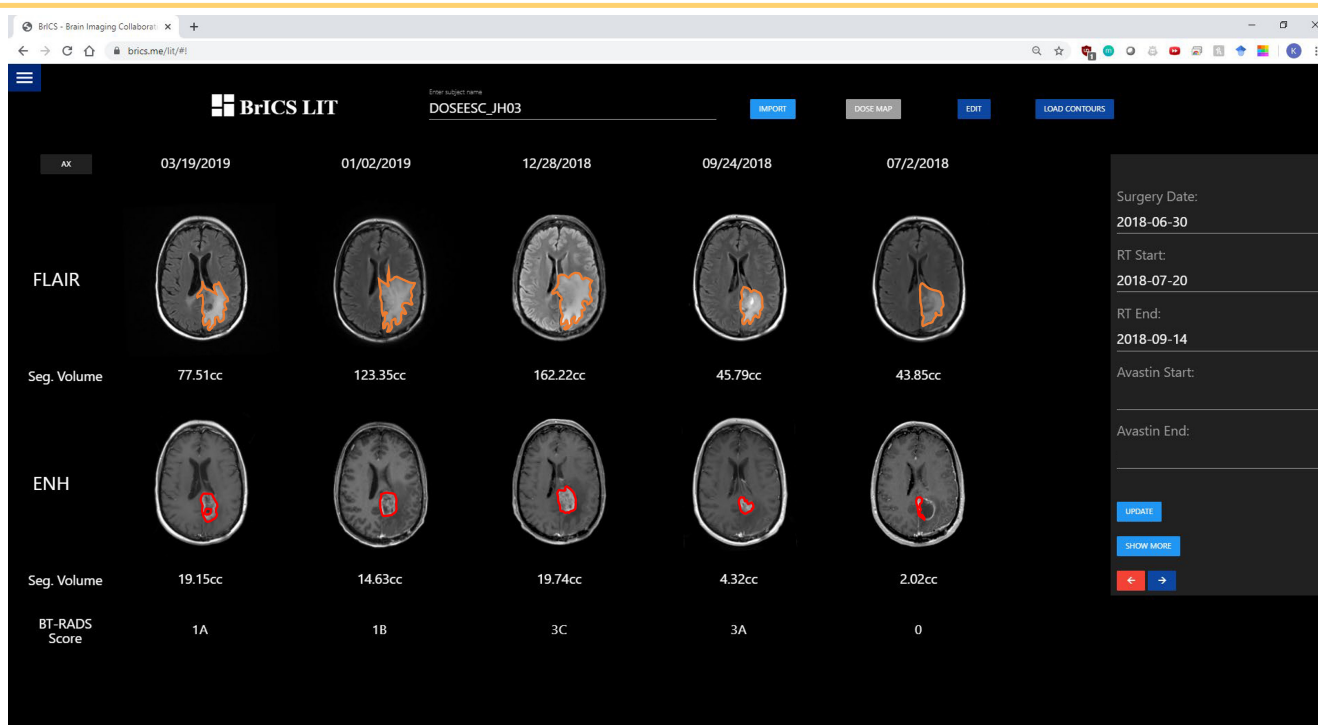 BrICS - Brain Imaging Collaborati
brics.me/lit/#!
K
BrICS LIT
Enter subject name
DOSEESC_JH03
IMPORT
DOSE MAP
EDIT
LOAD CONTOURS
AX
03/19/2019 01/02/2019 12/28/2018 09/24/2018 07/2/2018
FLAIR
Seg. Volume 77.51cc 123.35cc 162.22cc 45.79cc 43.85cc
ENH
Seg. Volume 19.15cc 14.63cc 19.74cc 4.32cc 2.02cc
BT-RADS
Score
1A 1B 3C 3A 0
Surgery Date:
2018-06-30
RT Start:
2018-07-20
RT End:
2018-09-14
Avastin Start:
Avastin End:
UPDATE
SHOW MORE